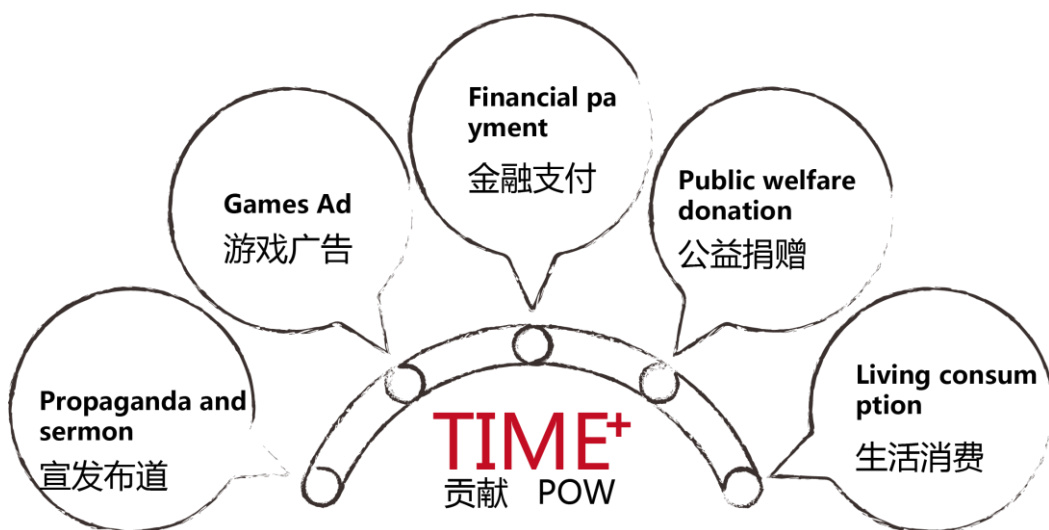 Financial pa
yment
金融支付
Games Ad
游戏广告
Public welfare
donation
公益捐赠
Propaganda and
sermon
宣发布道
Living consum
ption
生活消费
TIME+
贡献 POW